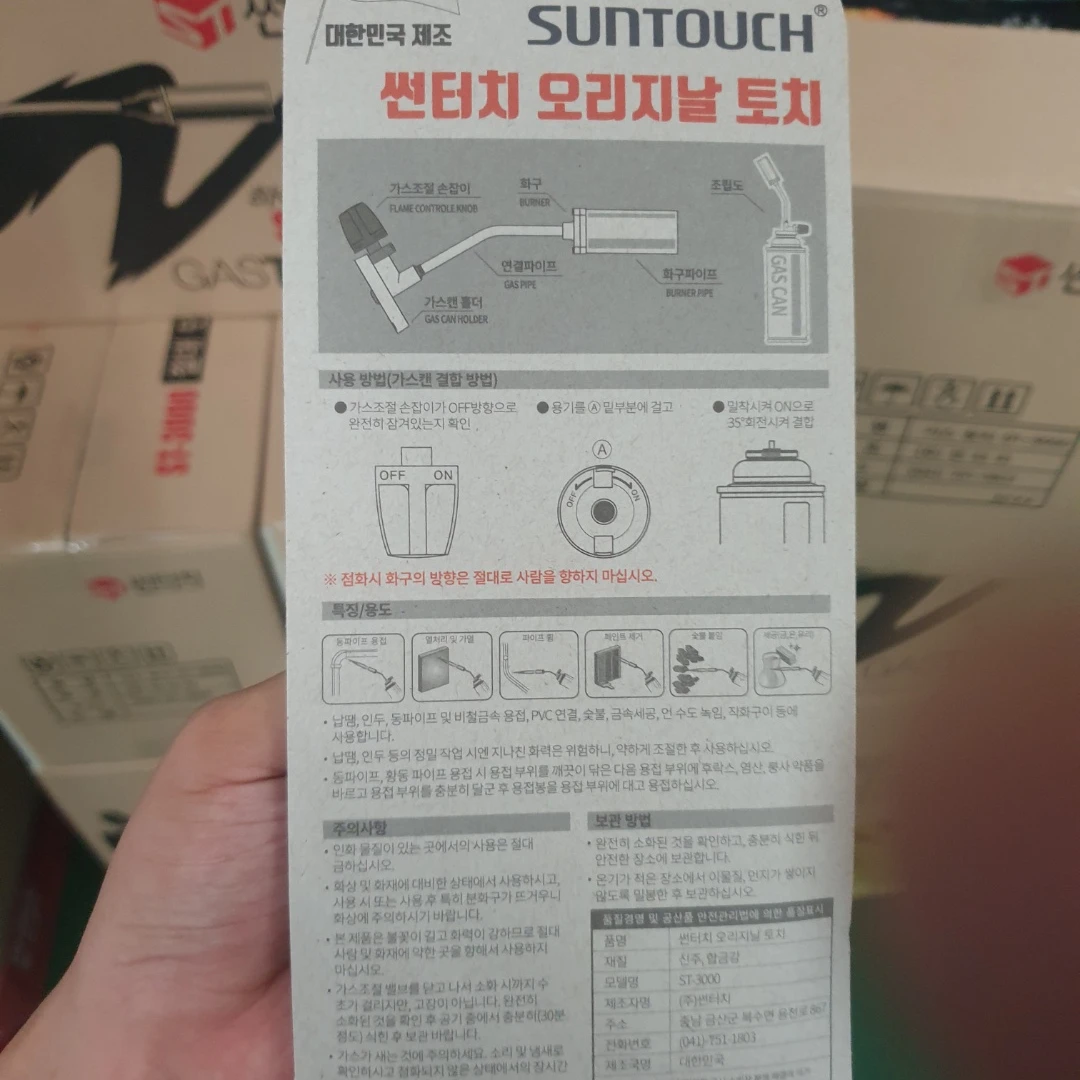 대한민국 제조
SUNTOUCH®
썬터치 오리지날 토치
가스조절 손잡이
FLAME CONTROLE KNOB
화구
BURNER
조립도
연결파이프
GAS PIPE
화구파이프
BURNER PIPE
가스캔 홀더
GAS CAN HOLDER
GAS CAN
사용 방법(가스캔 결합 방법)
● 가스조절 손잡이가 OFF방향으로
완전히 잠겨있는지 확인
● 용기를 Ⓐ 밑부분에 걸고
● 밀착시켜 ON으로
35°회전시켜 결합
OFF ON
Ⓐ
OFF ON
※ 점화시 화구의 방향은 절대로 사람을 향하지 마십시오.
특징/용도
동파이프 용접
열처리 및 가열
파이프 휨
페인트 제거
숯불 붙임
세공(금,은,유리)
• 납땜, 인두, 동파이프 및 비철금속 용접, PVC 연결, 숯불, 금속세공, 언 수도 녹임, 직화구이 등에
사용합니다.
• 납땜, 인두 등의 정밀 작업 시엔 지나진 화력은 위험하니, 약하게 조절한 후 사용하십시오.
• 동파이프, 황동 파이프 용접 시 용접 부위를 깨끗이 닦은 다음 용접 부위에 후락스, 염산, 붕사 약품을
바르고 용접 부위를 충분히 달군 후 용접봉을 용접 부위에 대고 용접하십시오.
주의사항
• 인화 물질이 있는 곳에서의 사용은 절대
금하십시오.
• 화상 및 화재에 대비한 상태에서 사용하시고,
사용 시 또는 사용 후 특히 분화구가 뜨거우니
화상에 주의하시기 바랍니다.
• 본 제품은 불꽃이 길고 화력이 강하므로 절대
사람 및 화재에 약한 곳을 향해서 사용하지
마십시오.
• 가스조절 밸브를 닫고 나서 소화 시까지 수
초가 걸리지만, 고장이 아닙니다. 완전히
소화된 것을 확인 후 공기 중에서 충분히(30분
정도) 식힌 후 보관 바랍니다.
• 가스가 새는 것에 주의하세요. 소리 및 냄새로
확인하시고 점화되지 않은 상태에서의 장시간
보관 방법
• 완전히 소화된 것을 확인하고, 충분히 식힌 뒤
안전한 장소에 보관합니다.
• 온기가 적은 장소에서 이물질, 먼지가 쌓이지
않도록 밀봉한 후 보관하십시오.
품질경영 및 공산품 안전관리법에 의한 품질표시
품명 썬터치 오리지날 토치
재질 신주, 합금강
모델명 ST-3000
제조자명 (주)썬터치
주소 충남 금산군 복수면 용진로 867
전화번호 (041) 751-1803
제조국명 대한민국
썬
GAS
ST-3000